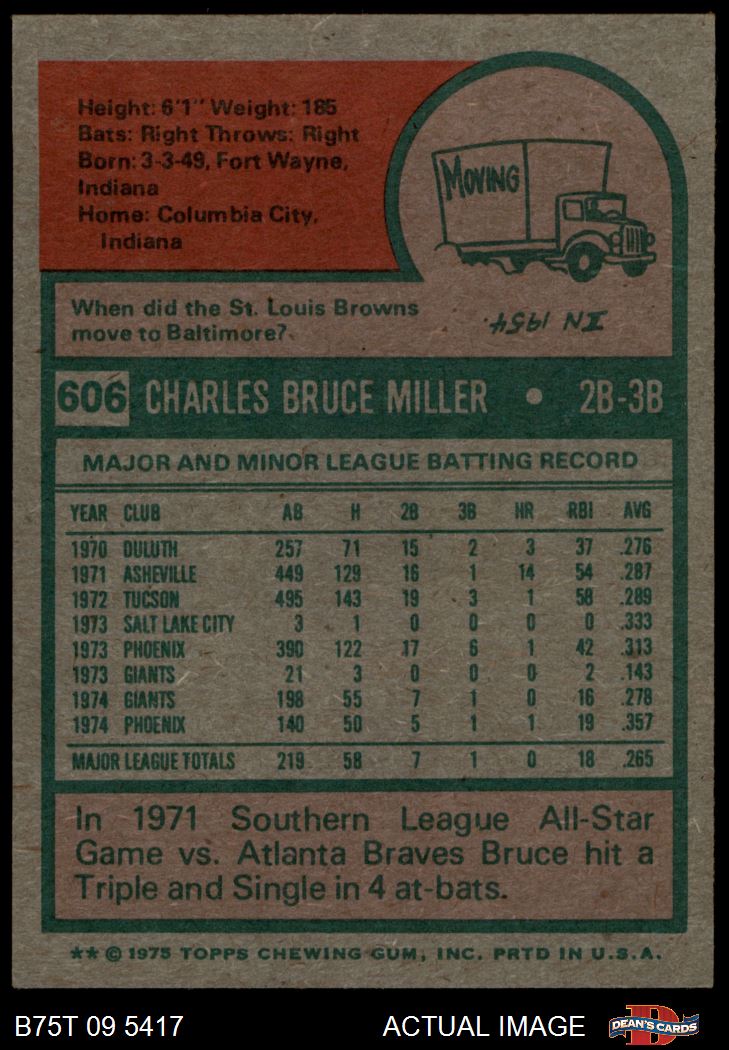 Height: 6'1" Weight: 185
Bats: Right Throws: Right
Born: 3-3-49, Fort Wayne,
Indiana
Home: Columbia City,
Indiana
MOVING
When did the St. Louis Browns
move to Baltimore?
IN 1954.
606 CHARLES BRUCE MILLER • 2B-3B
MAJOR AND MINOR LEAGUE BATTING RECORD
YEAR CLUB AB H 2B 3B HR RBI AVG
1970 DULUTH 257 71 15 2 3 37 .276
1971 ASHEVILLE 449 129 16 1 14 54 .287
1972 TUCSON 495 143 19 3 1 58 .289
1973 SALT LAKE CITY 3 1 0 0 0 0 .333
1973 PHOENIX 390 122 17 6 1 42 .313
1973 GIANTS 21 3 0 0 0 2 .143
1974 GIANTS 198 55 7 1 0 16 .278
1974 PHOENIX 140 50 5 1 1 19 .357
MAJOR LEAGUE TOTALS 219 58 7 1 0 18 .265
In 1971 Southern League All-Star
Game vs. Atlanta Braves Bruce hit a
Triple and Single in 4 at-bats.
** © 1975 TOPPS CHEWING GUM, INC. PRTD IN U.S.A.
B75T 09 5417 ACTUAL IMAGE
D
DEAN'S CARDS